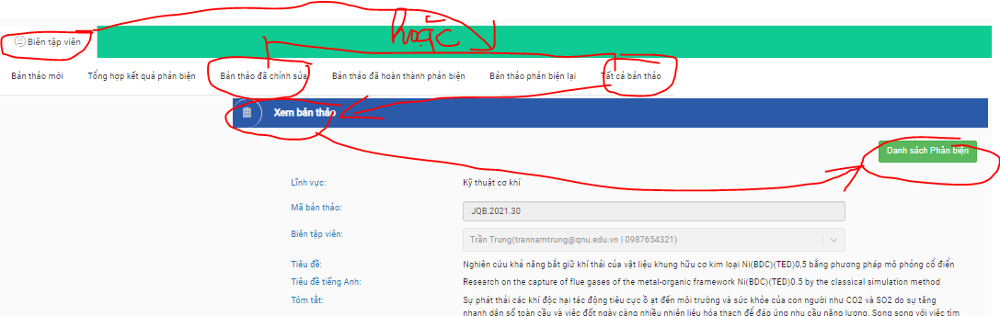 hoặc
Biên tập viên
Bản thảo mới Tổng hợp kết quả phản biện Bản thảo đã chỉnh sửa Bản thảo đã hoàn thành phản biện Bản thảo phản biện lại Tất cả bản thảo
Xem bản thảo
Danh sách Phản biện
Lĩnh vực: Kỹ thuật cơ khí
Mã bản thảo: JQB.2021.30
Biên tập viên: Trần Trung(trannamtrung@qnu.edu.vn | 0987654321)
Tiêu đề: Nghiên cứu khả năng bắt giữ khí thải của vật liệu khung hữu cơ kim loại Ni(BDC)(TED)0,5 bằng phương pháp mô phỏng cổ điển
Tiêu đề tiếng Anh: Research on the capture of flue gases of the metal-organic framework Ni(BDC)(TED)0.5 by the classical simulation method
Tóm tắt: Sự phát thải các khí độc hại tác động tiêu cực ồ ạt đến môi trường và sức khỏe của con người như CO2 và SO2 do sự tăng
nhanh dân số toàn cầu và việc đốt ngày càng nhiều nhiên liệu hóa thạch để đáp ứng nhu cầu năng lượng. Song song với việc tìm